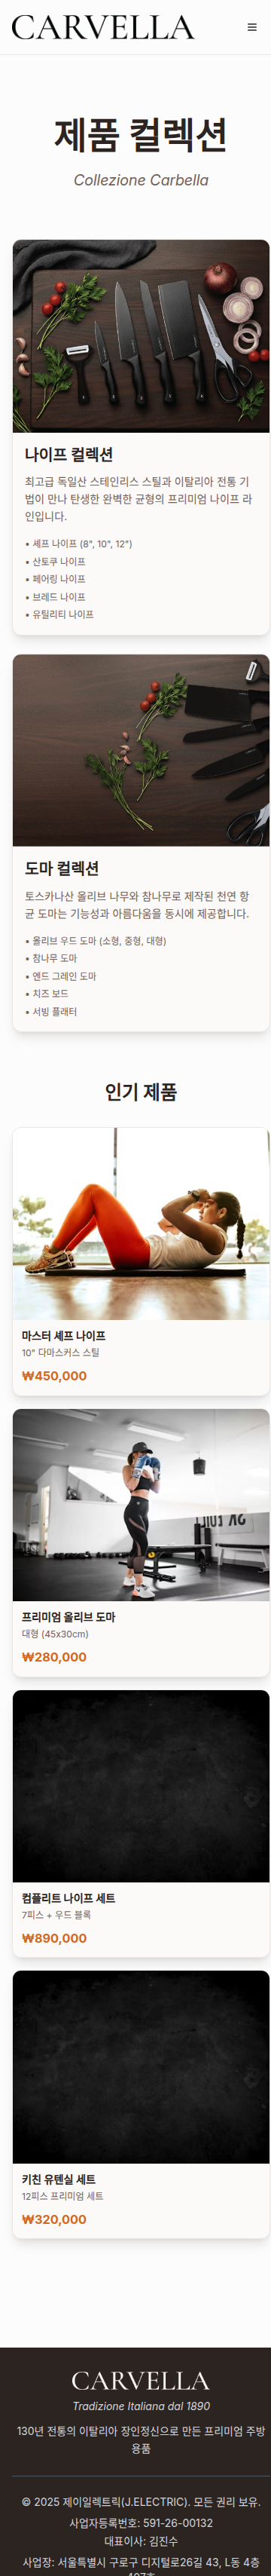 CARVELLA
제품 컬렉션
Collezione Carbella
나이프 컬렉션
최고급 독일산 스테인리스 스틸과 이탈리아 전통 기
법이 만나 탄생한 완벽한 균형의 프리미엄 나이프 라
인입니다.
• 셰프 나이프 (8", 10", 12")
• 산토쿠 나이프
• 페어링 나이프
• 브레드 나이프
• 유틸리티 나이프
도마 컬렉션
토스카나산 올리브 나무와 참나무로 제작된 천연 항
균 도마는 기능성과 아름다움을 동시에 제공합니다.
• 올리브 우드 도마 (소형, 중형, 대형)
• 참나무 도마
• 엔드 그레인 도마
• 치즈 보드
• 서빙 플래터
인기 제품
마스터 셰프 나이프
10" 다마스커스 스틸
₩450,000
프리미엄 올리브 도마
대형 (45x30cm)
₩280,000
컴플리트 나이프 세트
7피스 + 우드 블록
₩890,000
키친 유텐실 세트
12피스 프리미엄 세트
₩320,000
CARVELLA
Tradizione Italiana dal 1890
130년 전통의 이탈리아 장인정신으로 만든 프리미엄 주방
용품
© 2025 제이일렉트릭(J.ELECTRIC). 모든 권리 보유.
사업자등록번호: 591-26-00132
대표이사: 김진수
사업장: 서울특별시 구로구 디지털로26길 43, L동 4층